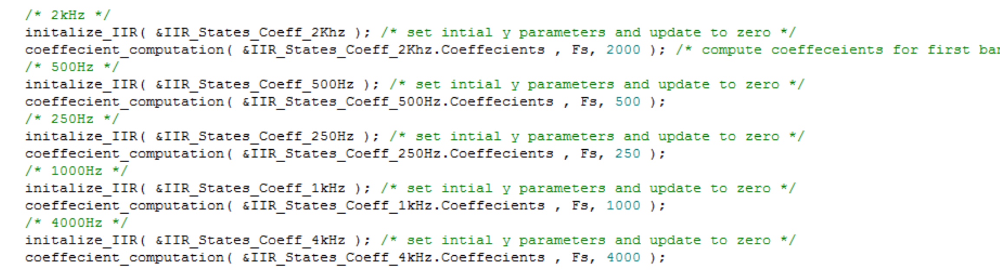 /* 2kHz */
initalize_IIR( &IIR_States_Coeff_2Khz ); /* set intial y parameters and update to zero */
coeffecient_computation( &IIR_States_Coeff_2Khz.Coeffecients , Fs, 2000 ); /* compute coeffeceients for first
/* 500Hz */
initalize_IIR( &IIR_States_Coeff_500Hz ); /* set intial y parameters and update to zero */
coeffecient_computation( &IIR_States_Coeff_500Hz.Coeffecients , Fs, 500 );
/* 250Hz */
initalize_IIR( &IIR_States_Coeff_250Hz ); /* set intial y parameters and update to zero */
coeffecient_computation( &IIR_States_Coeff_250Hz.Coeffecients , Fs, 250 );
/* 1000Hz */
initalize_IIR( &IIR_States_Coeff_1kHz ); /* set intial y parameters and update to zero */
coeffecient_computation( &IIR_States_Coeff_1kHz.Coeffecients , Fs, 1000 );
/* 4000Hz */
initalize_IIR( &IIR_States_Coeff_4kHz ); /* set intial y parameters and update to zero */
coeffecient_computation( &IIR_States_Coeff_4kHz.Coeffecients , Fs, 4000 );